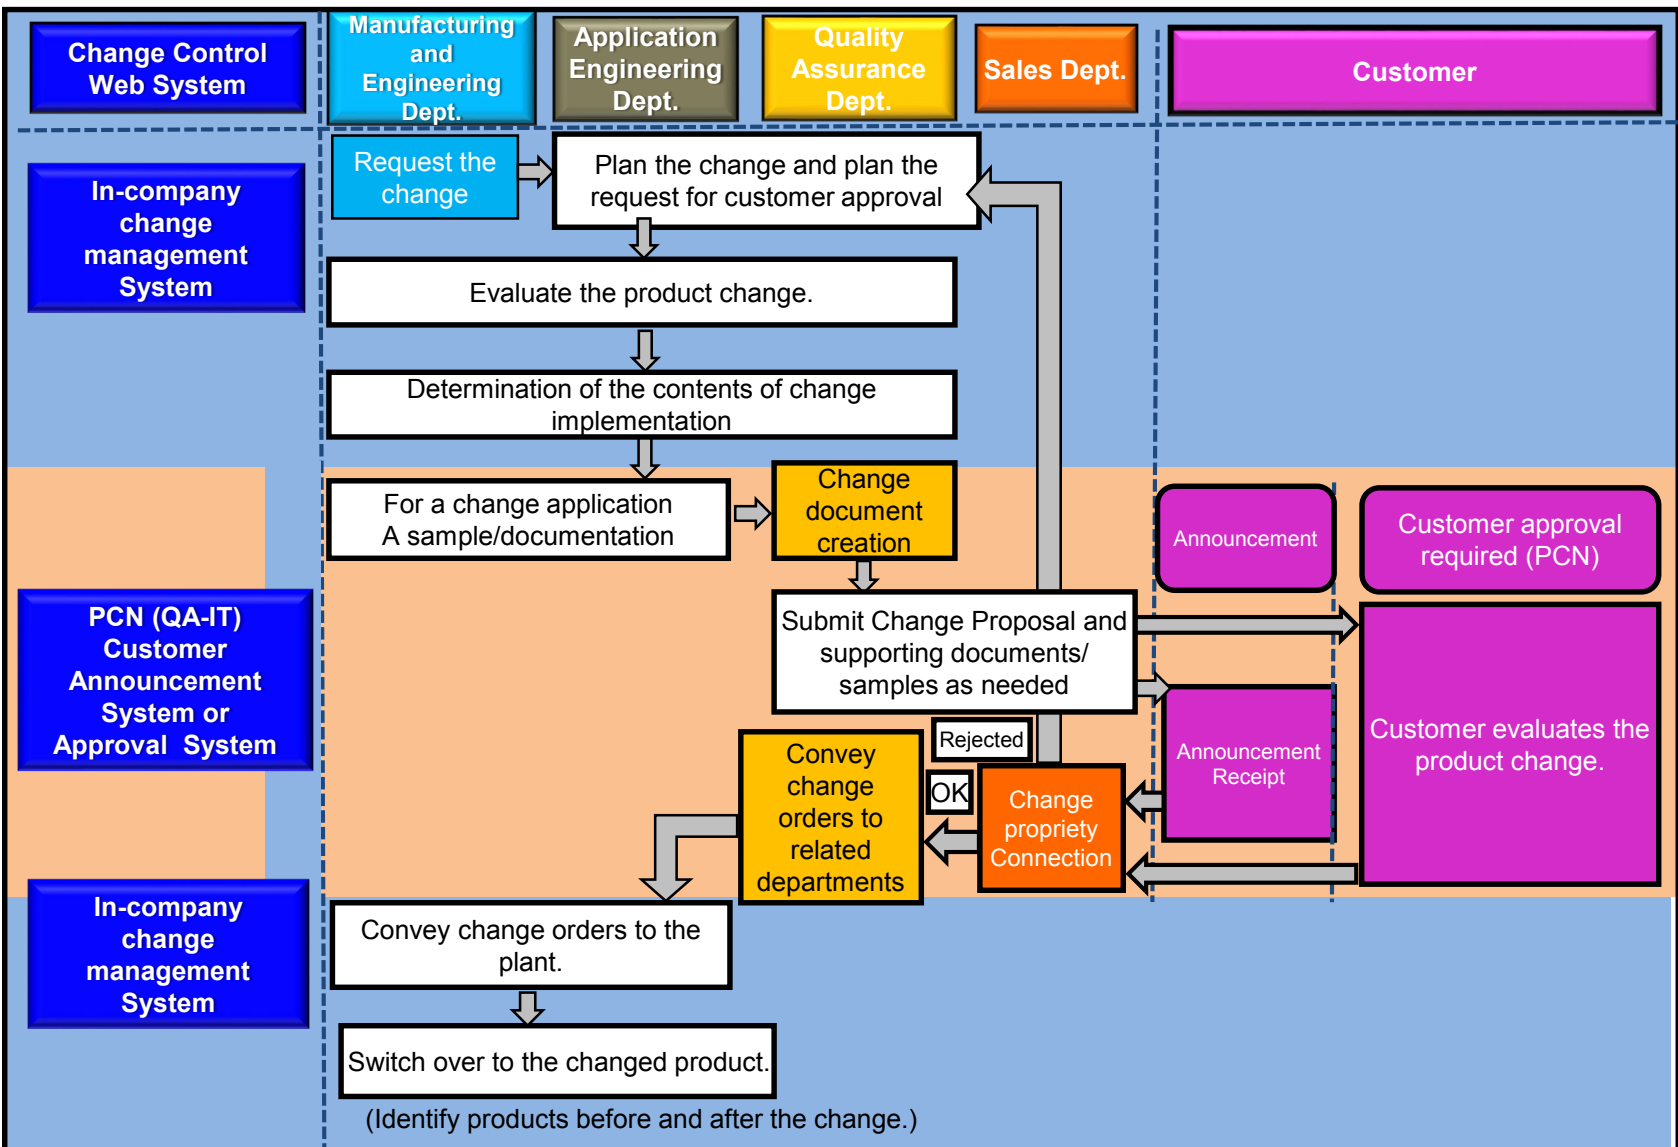 Change Control
Web System
Manufacturing
and
Engineering
Dept.
Application
Engineering
Dept.
Quality
Assurance
Dept.
Sales Dept.
Customer
In-company
change
management
System
Request the
change
Plan the change and plan the
request for customer approval
Evaluate the product change.
Determination of the contents of change
implementation
For a change application
A sample/documentation
Change
document
creation
Announcement
Customer approval
required (PCN)
PCN (QA-IT)
Customer
Announcement
System or
Approval  System
Submit Change Proposal and
supporting documents/
samples as needed
Rejected
OK
Convey
change
orders to
related
departments
Change
propriety
Connection
Announcement
Receipt
Customer evaluates the
product change.
In-company
change
management
System
Convey change orders to the
plant.
Switch over to the changed product.
(Identify products before and after the change.)